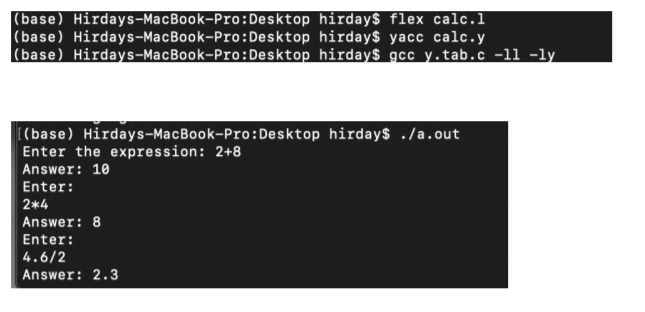 (base) Hirdays-MacBook-Pro:Desktop hirday$ flex calc.l
(base) Hirdays-MacBook-Pro:Desktop hirday$ yacc calc.y
(base) Hirdays-MacBook-Pro:Desktop hirday$ gcc y.tab.c -ll -ly
[(base) Hirdays-MacBook-Pro:Desktop hirday$ ./a.out
Enter the expression: 2+8
Answer: 10
Enter:
2*4
Answer: 8
Enter:
4.6/2
Answer: 2.3